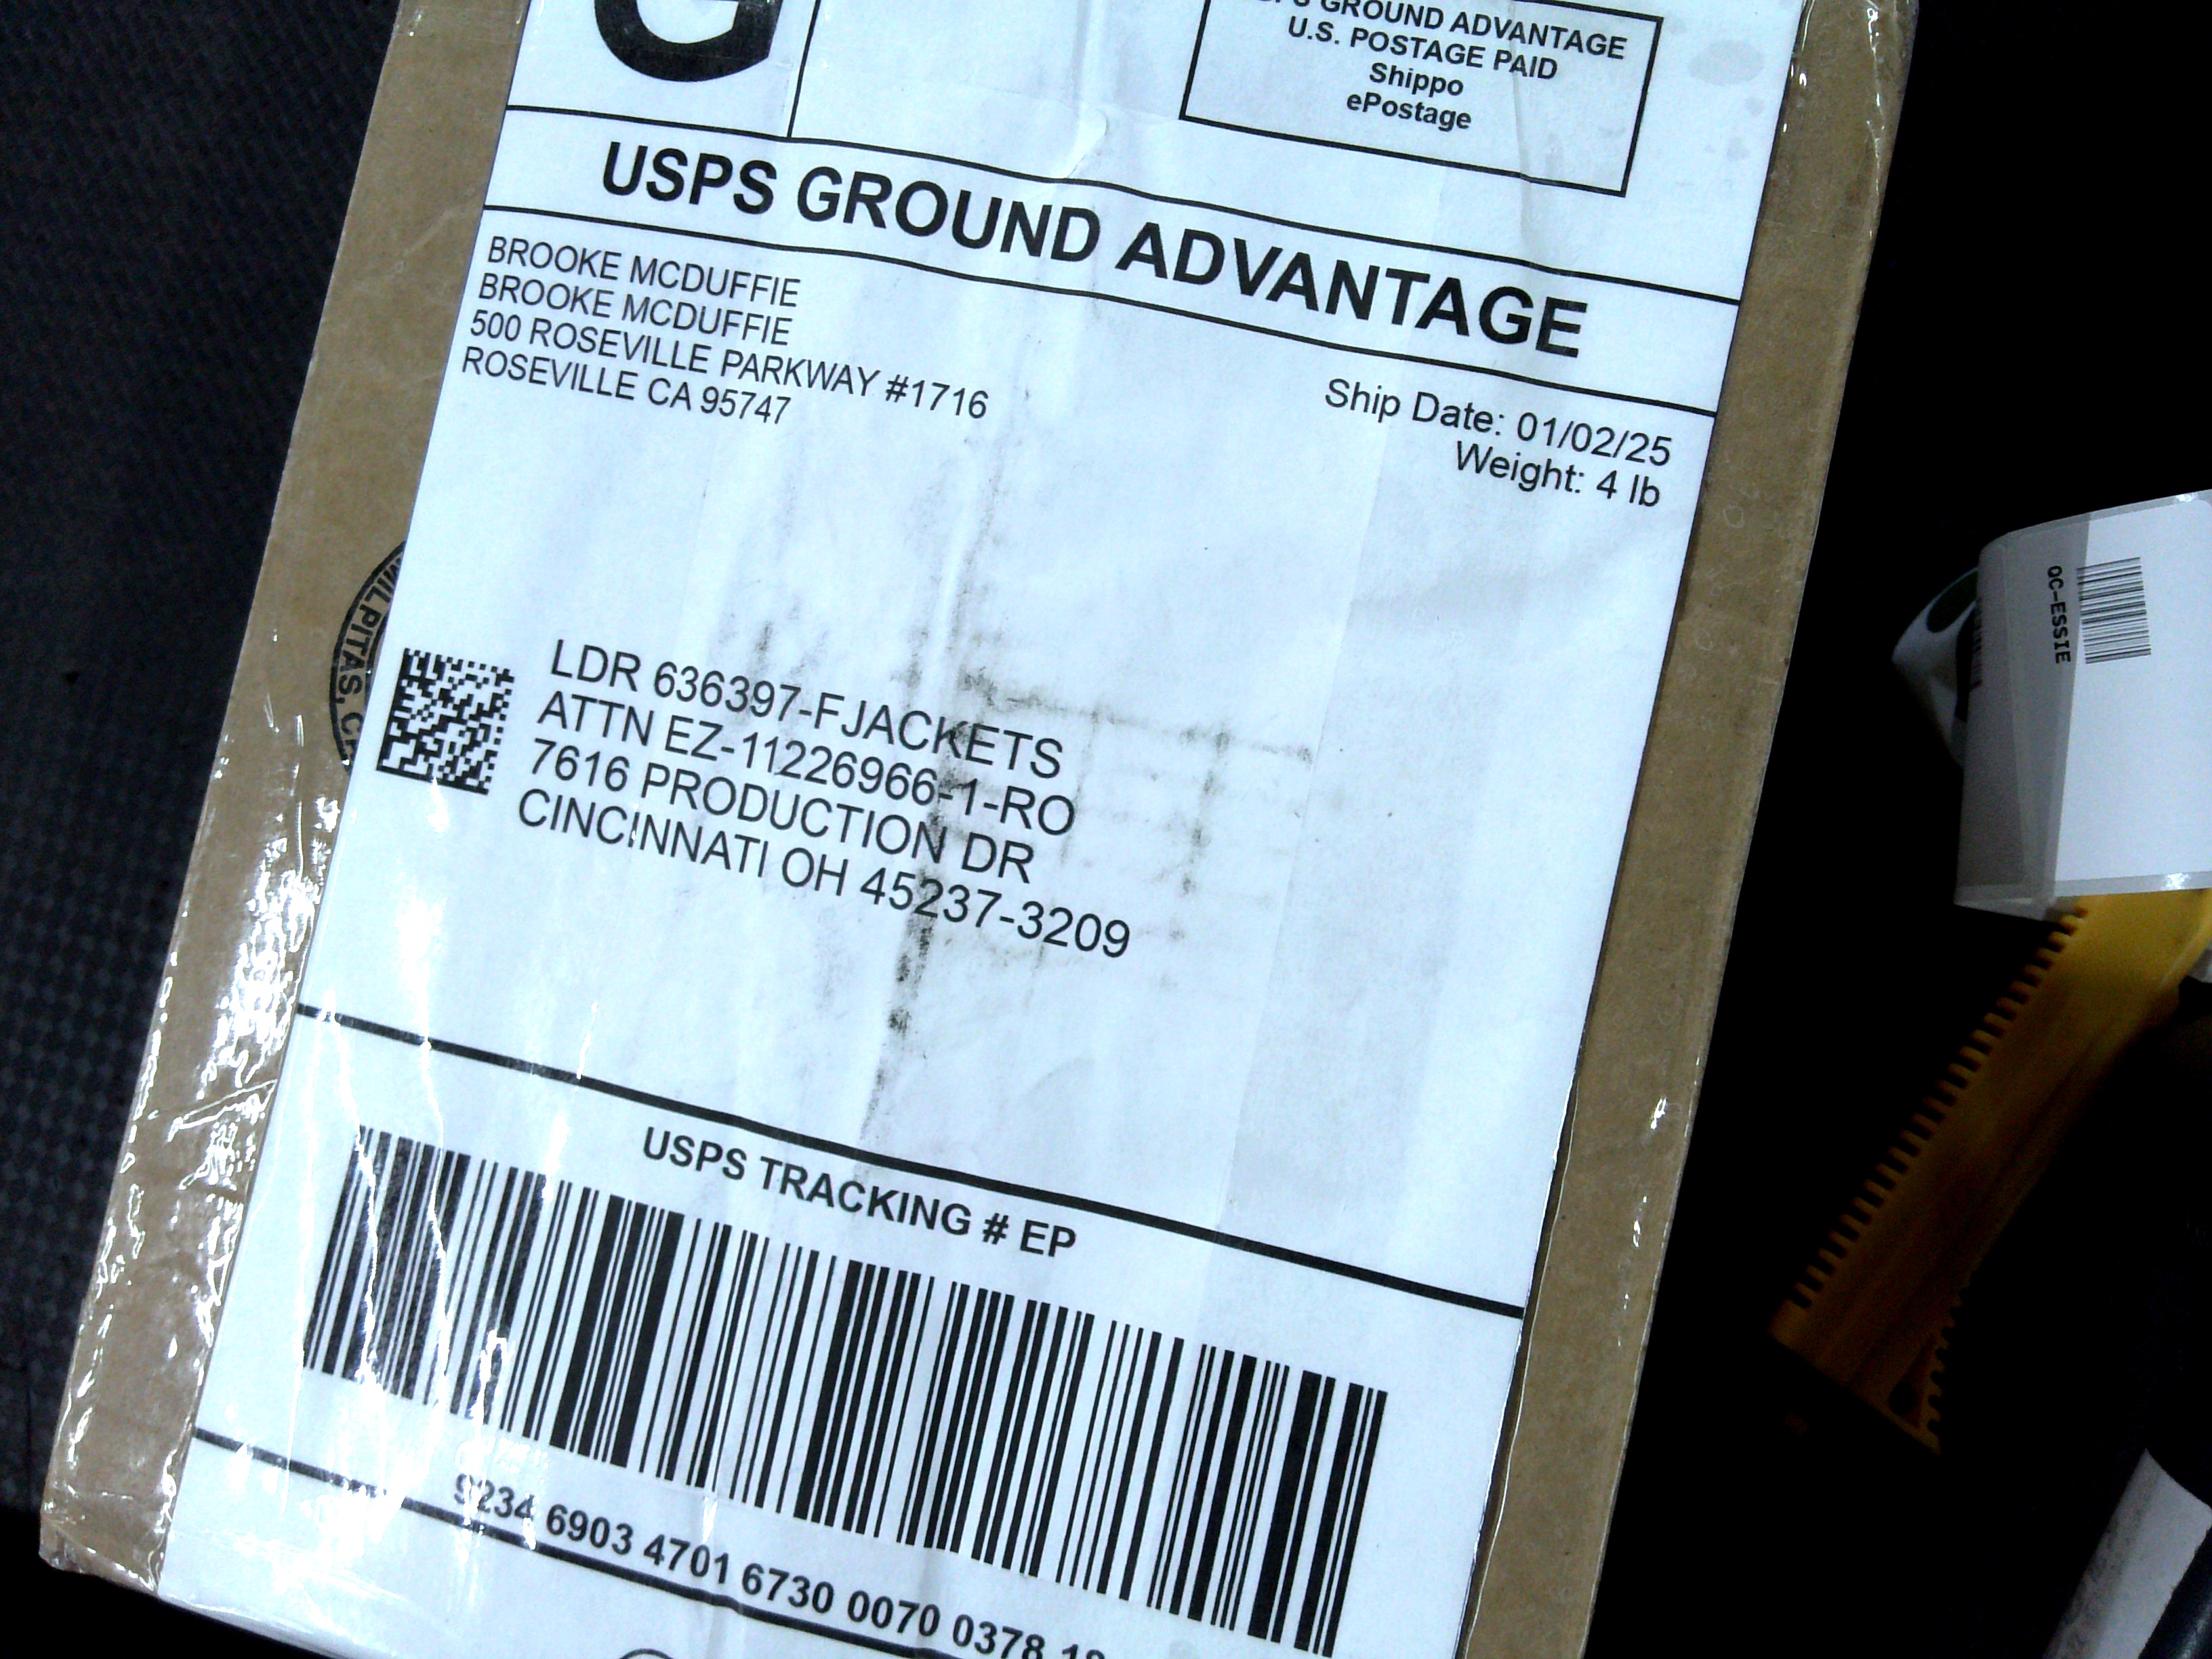 G
GROUND ADVANTAGE
U.S. POSTAGE PAID
Shippo
ePostage
USPS GROUND ADVANTAGE
BROOKE MCDUFFIE
BROOKE MCDUFFIE
500 ROSEVILLE PARKWAY #1716
ROSEVILLE CA 95747
Ship Date: 01/02/25
Weight: 4 lb
MILPITAS,
QC-ESSIE
LDR 636397-FJACKETS
ATTN EZ-11226966-1-RO
7616 PRODUCTION DR
CINCINNATI OH 45237-3209
USPS TRACKING # EP
9234 6903 4701 6730 0070 0378